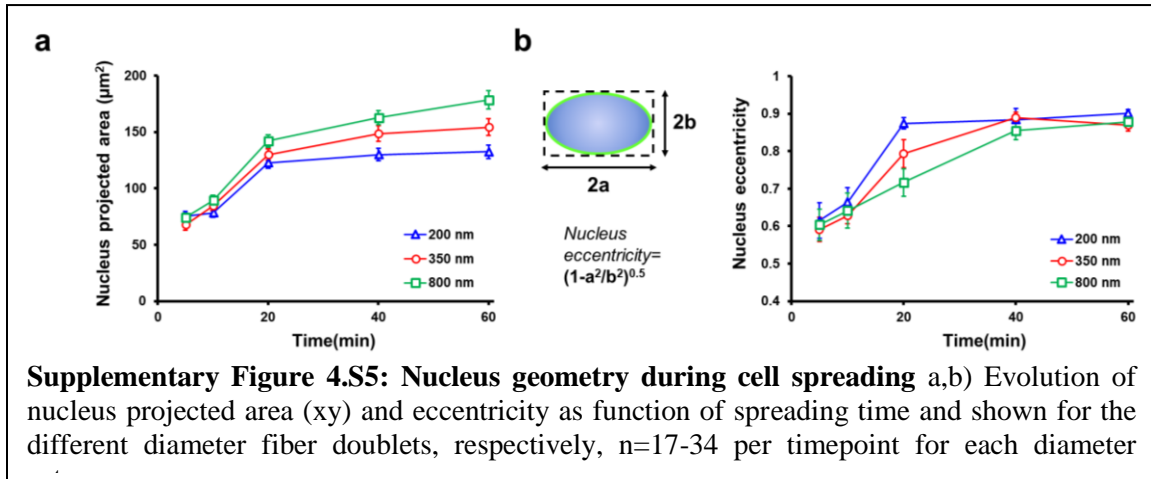 a
b
Nucleus projected area (μm²)
200
150
100
50
0
0
20
40
60
Time(min)
200 nm
350 nm
800 nm
2b
2a
Nucleus
eccentricity=
(1-a²/b²)⁰·⁵
Nucleus eccentricity
1
0.9
0.8
0.7
0.6
0.5
0.4
0
20
40
60
Time(min)
200 nm
350 nm
800 nm
Supplementary Figure 4.S5: Nucleus geometry during cell spreading a,b) Evolution of
nucleus projected area (xy) and eccentricity as function of spreading time and shown for the
different diameter fiber doublets, respectively, n=17-34 per timepoint for each diameter